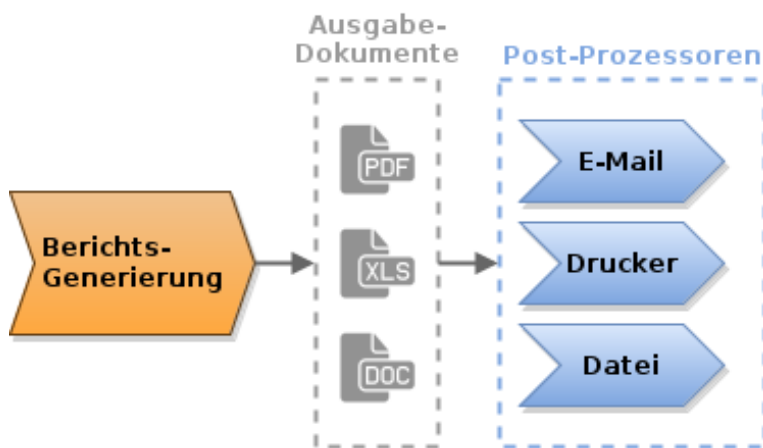 Ausgabe-
Dokumente
Post-Prozessoren
Berichts-
Generierung
PDF
XLS
DOC
E-Mail
Drucker
Datei